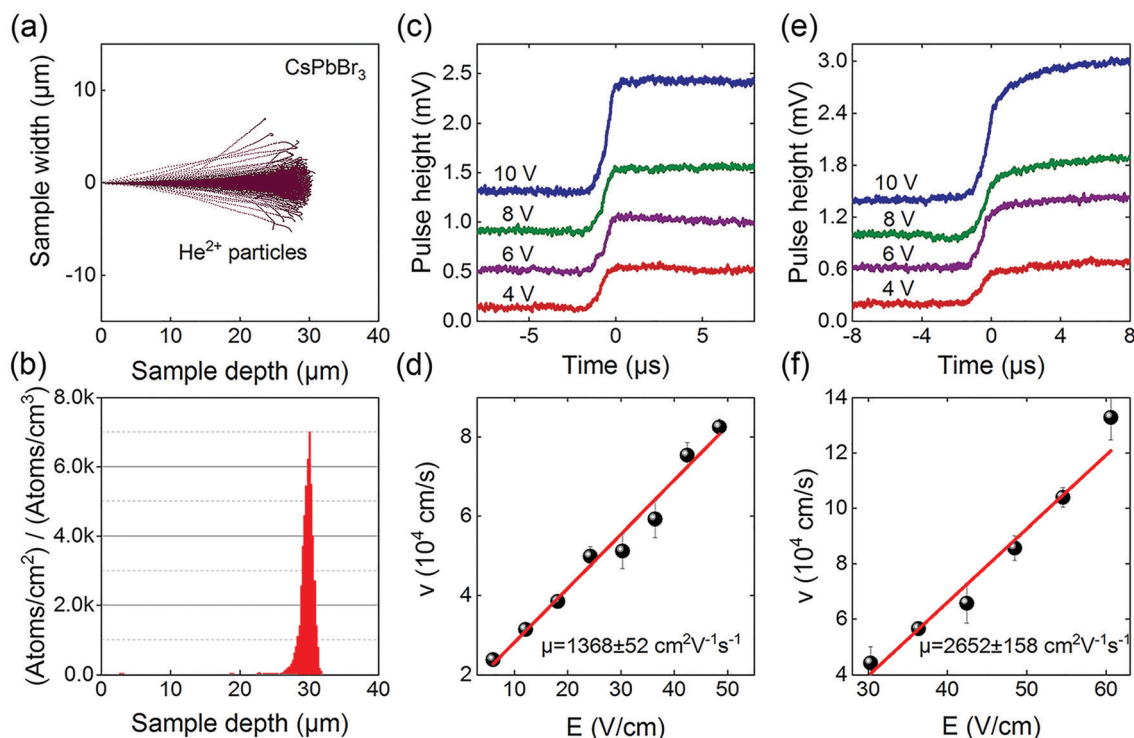 (a)
Sample width (µm)
10
0
-10
CsPbBr₃
He²⁺ particles
0 10 20 30 40
Sample depth (µm)
(b)
(Atoms/cm²) / (Atoms/cm³)
8.0k
6.0k
4.0k
2.0k
0.0
0 10 20 30 40
Sample depth (µm)
(c)
Pulse height (mV)
2.5
2.0
1.5
1.0
0.5
0.0
10 V
8 V
6 V
4 V
-5 0 5
Time (µs)
(d)
v (10⁴ cm/s)
8
6
4
2
µ=1368±52 cm²V⁻¹s⁻¹
10 20 30 40 50
E (V/cm)
(e)
Pulse height (mV)
3.0
2.4
1.8
1.2
0.6
0.0
10 V
8 V
6 V
4 V
-8 -4 0 4 8
Time (µs)
(f)
v (10⁴ cm/s)
14
12
10
8
6
4
µ=2652±158 cm²V⁻¹s⁻¹
30 40 50 60
E (V/cm)